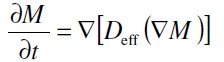 ∂M/∂t = ∇[D_eff (∇M)]